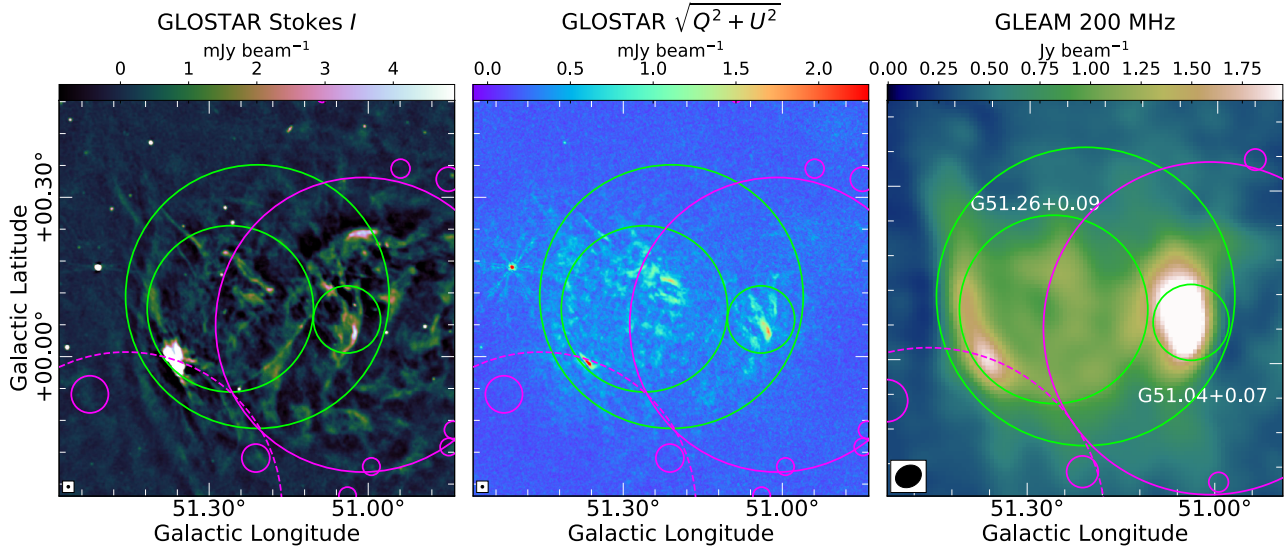 GLOSTAR Stokes I
mJy beam⁻¹
0 1 2 3 4
GLOSTAR √(Q² + U²)
mJy beam⁻¹
0.0 0.5 1.0 1.5 2.0
GLEAM 200 MHz
Jy beam⁻¹
0.00 0.25 0.50 0.75 1.00 1.25 1.50 1.75
Galactic Latitude
+00.30°
+00.00°
G51.26+0.09
G51.04+0.07
51.30° 51.00°
Galactic Longitude
51.30° 51.00°
Galactic Longitude
51.30° 51.00°
Galactic Longitude